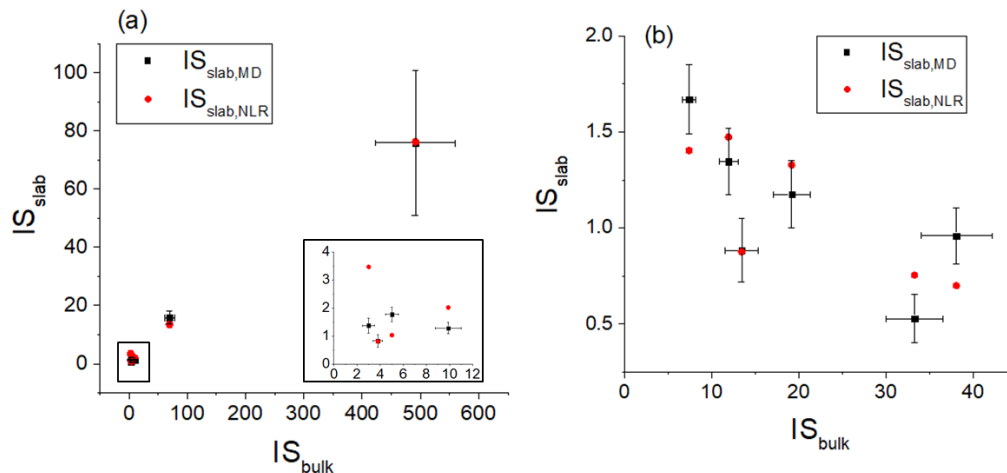 (a)
IS_slab,MD
IS_slab,NLR
100
80
60
40
20
0
IS_slab
4
3
2
1
0
0 2 4 6 8 10 12
0 100 200 300 400 500 600
IS_bulk
(b)
IS_slab,MD
IS_slab,NLR
2.0
1.5
1.0
0.5
IS_slab
0 10 20 30 40
IS_bulk